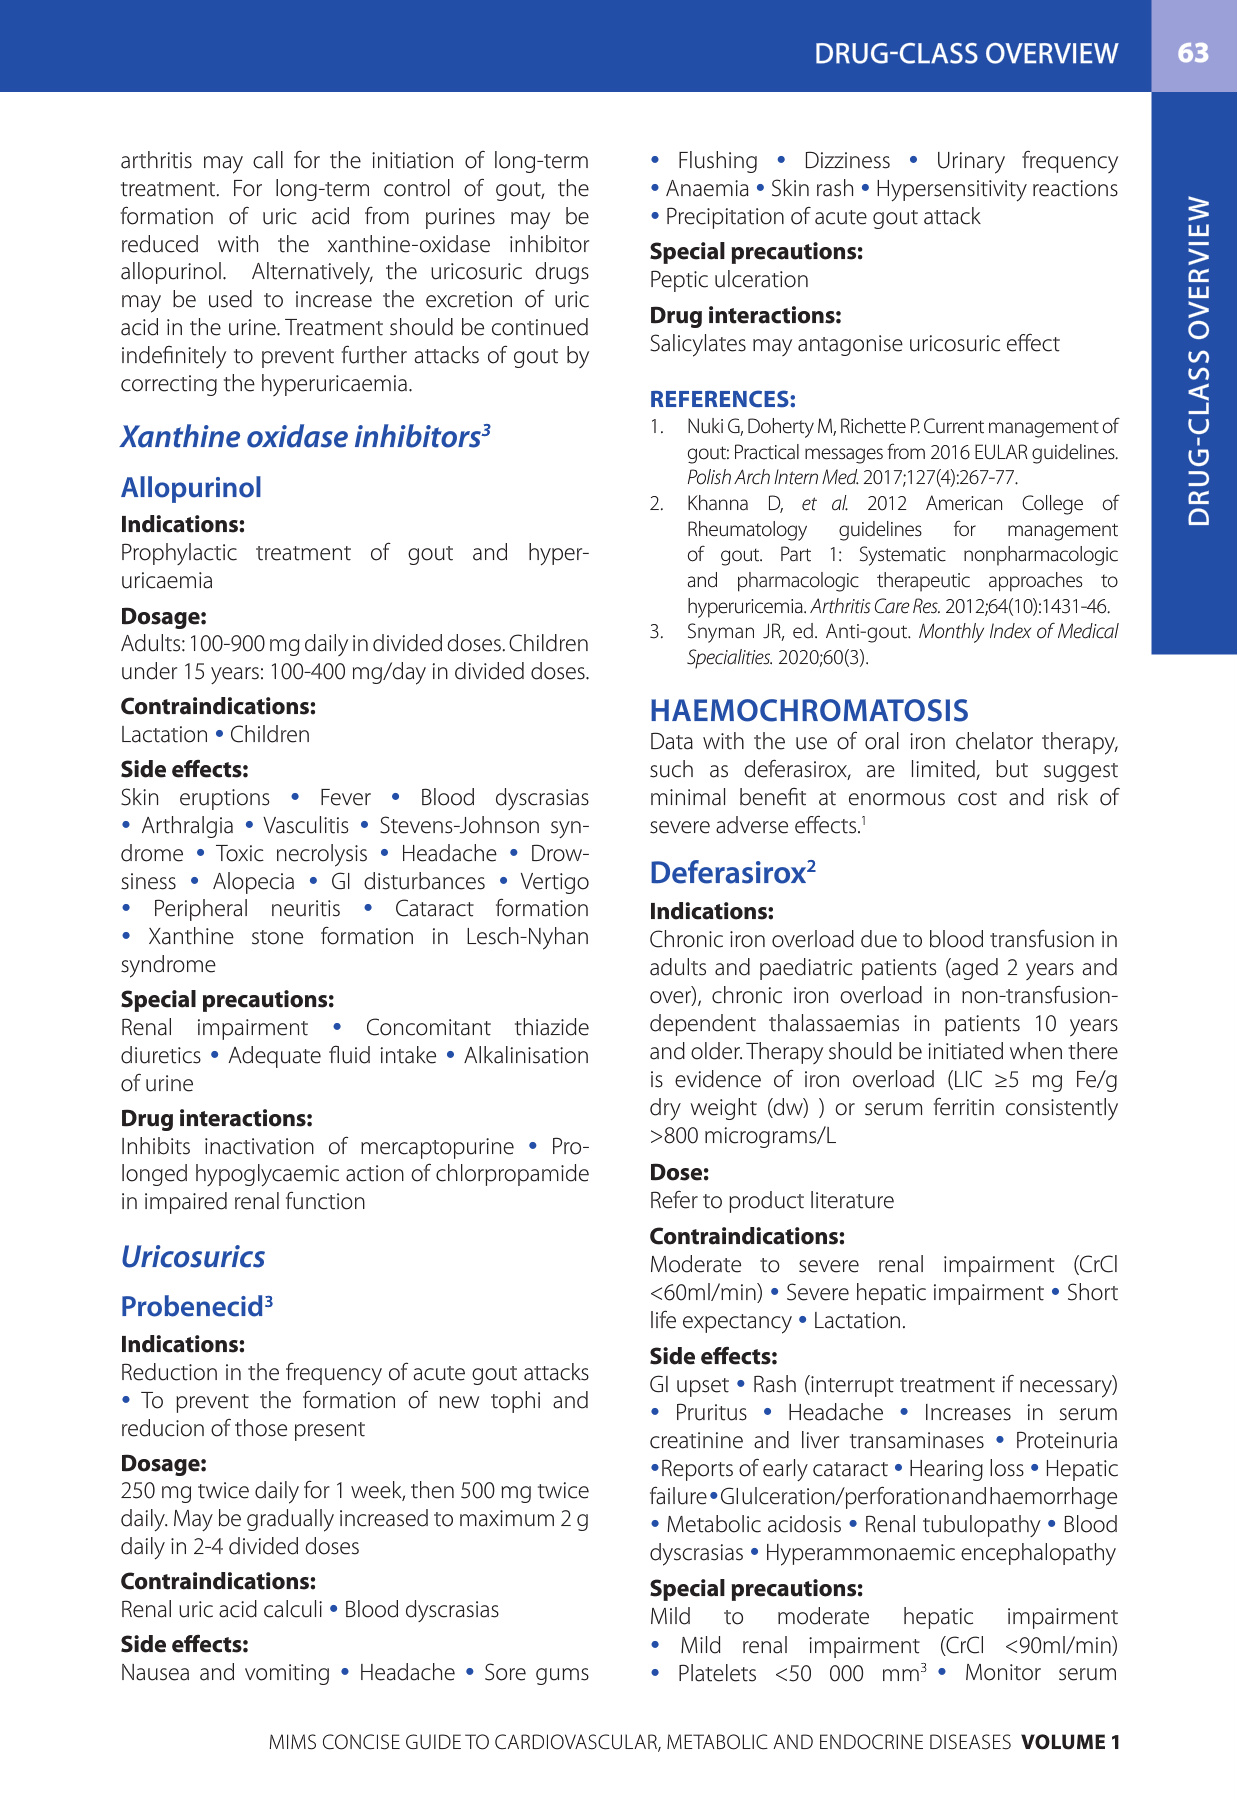 DRUG-CLASS OVERVIEW 63
arthritis may call for the initiation of long-term
treatment. For long-term control of gout, the
formation of uric acid from purines may be
reduced with the xanthine-oxidase inhibitor
allopurinol. Alternatively, the uricosuric drugs
may be used to increase the excretion of uric
acid in the urine. Treatment should be continued
indefinitely to prevent further attacks of gout by
correcting the hyperuricaemia.
Xanthine oxidase inhibitors³
Allopurinol
Indications:
Prophylactic treatment of gout and hyper-
uricaemia
Dosage:
Adults: 100-900 mg daily in divided doses. Children
under 15 years: 100-400 mg/day in divided doses.
Contraindications:
Lactation • Children
Side effects:
Skin eruptions • Fever • Blood dyscrasias
• Arthralgia • Vasculitis • Stevens-Johnson syn-
drome • Toxic necrolysis • Headache • Drow-
siness • Alopecia • GI disturbances • Vertigo
• Peripheral neuritis • Cataract formation
• Xanthine stone formation in Lesch-Nyhan
syndrome
Special precautions:
Renal impairment • Concomitant thiazide
diuretics • Adequate fluid intake • Alkalinisation
of urine
Drug interactions:
Inhibits inactivation of mercaptopurine • Pro-
longed hypoglycaemic action of chlorpropamide
in impaired renal function
Uricosurics
Probenecid³
Indications:
Reduction in the frequency of acute gout attacks
• To prevent the formation of new tophi and
reducion of those present
Dosage:
250 mg twice daily for 1 week, then 500 mg twice
daily. May be gradually increased to maximum 2 g
daily in 2-4 divided doses
Contraindications:
Renal uric acid calculi • Blood dyscrasias
Side effects:
Nausea and vomiting • Headache • Sore gums
• Flushing • Dizziness • Urinary frequency
• Anaemia • Skin rash • Hypersensitivity reactions
• Precipitation of acute gout attack
Special precautions:
Peptic ulceration
Drug interactions:
Salicylates may antagonise uricosuric effect
REFERENCES:
1. Nuki G, Doherty M, Richette P. Current management of
gout: Practical messages from 2016 EULAR guidelines.
Polish Arch Intern Med. 2017;127(4):267-77.
2. Khanna D, et al. 2012 American College of
Rheumatology guidelines for management
of gout. Part 1: Systematic nonpharmacologic
and pharmacologic therapeutic approaches to
hyperuricemia. Arthritis Care Res. 2012;64(10):1431-46.
3. Snyman JR, ed. Anti-gout. Monthly Index of Medical
Specialities. 2020;60(3).
HAEMOCHROMATOSIS
Data with the use of oral iron chelator therapy,
such as deferasirox, are limited, but suggest
minimal benefit at enormous cost and risk of
severe adverse effects.¹
Deferasirox²
Indications:
Chronic iron overload due to blood transfusion in
adults and paediatric patients (aged 2 years and
over), chronic iron overload in non-transfusion-
dependent thalassaemias in patients 10 years
and older. Therapy should be initiated when there
is evidence of iron overload (LIC ≥5 mg Fe/g
dry weight (dw) ) or serum ferritin consistently
>800 micrograms/L
Dose:
Refer to product literature
Contraindications:
Moderate to severe renal impairment (CrCl
<60ml/min) • Severe hepatic impairment • Short
life expectancy • Lactation.
Side effects:
GI upset • Rash (interrupt treatment if necessary)
• Pruritus • Headache • Increases in serum
creatinine and liver transaminases • Proteinuria
•Reports of early cataract • Hearing loss • Hepatic
failure • GI ulceration/perforation and haemorrhage
• Metabolic acidosis • Renal tubulopathy • Blood
dyscrasias • Hyperammonaemic encephalopathy
Special precautions:
Mild to moderate hepatic impairment
• Mild renal impairment (CrCl <90ml/min)
• Platelets <50 000 mm³ • Monitor serum
DRUG-CLASS OVERVIEW
MIMS CONCISE GUIDE TO CARDIOVASCULAR, METABOLIC AND ENDOCRINE DISEASES VOLUME 1